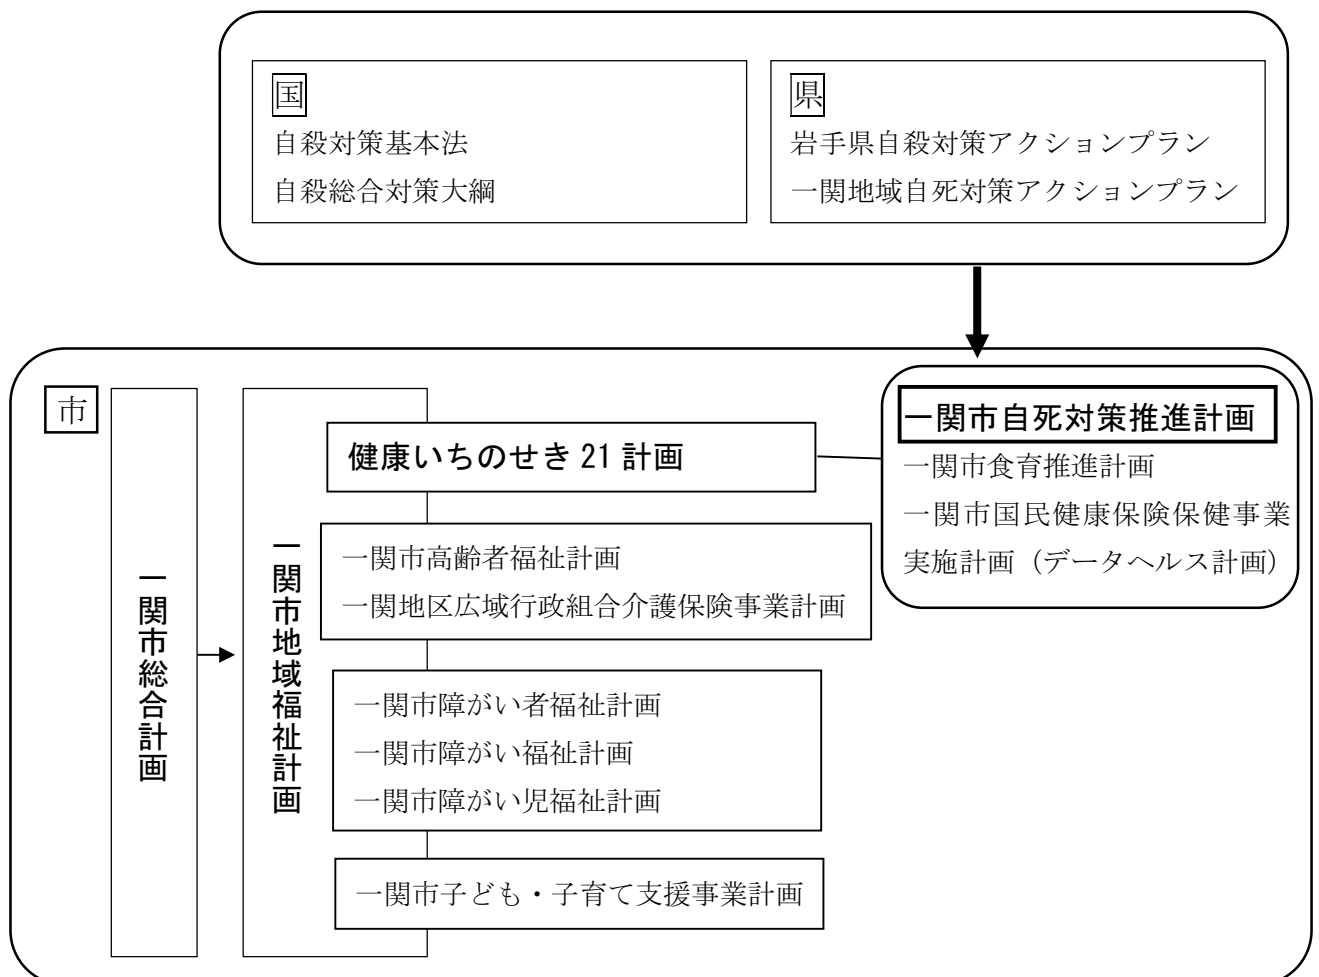 国
自殺対策基本法
自殺総合対策大綱
県
岩手県自殺対策アクションプラン
一関地域自死対策アクションプラン
市
一関市総合計画
一関市地域福祉計画
健康いちのせき 21 計画
一関市高齢者福祉計画
一関地区広域行政組合介護保険事業計画
一関市障がい者福祉計画
一関市障がい福祉計画
一関市障がい児福祉計画
一関市子ども・子育て支援事業計画
一関市自死対策推進計画
一関市食育推進計画
一関市国民健康保険保健事業
実施計画（データヘルス計画）